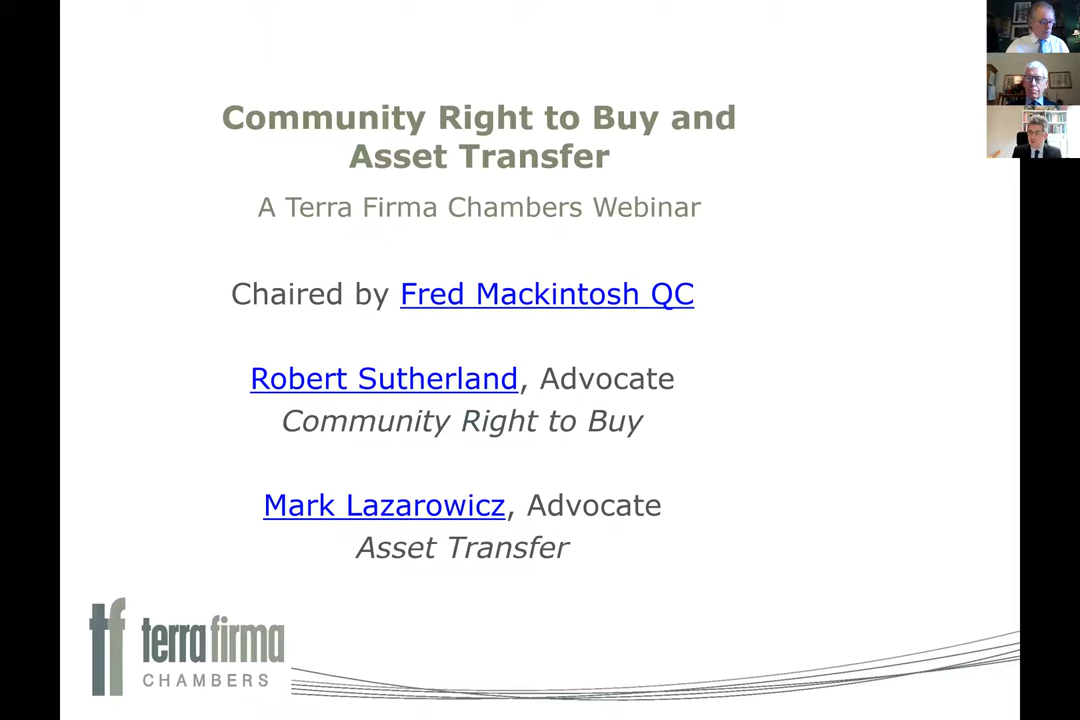 Community Right to Buy and
Asset Transfer
A Terra Firma Chambers Webinar
Chaired by Fred Mackintosh QC
Robert Sutherland, Advocate
Community Right to Buy
Mark Lazarowicz, Advocate
Asset Transfer
tf terra firma
CHAMBERS